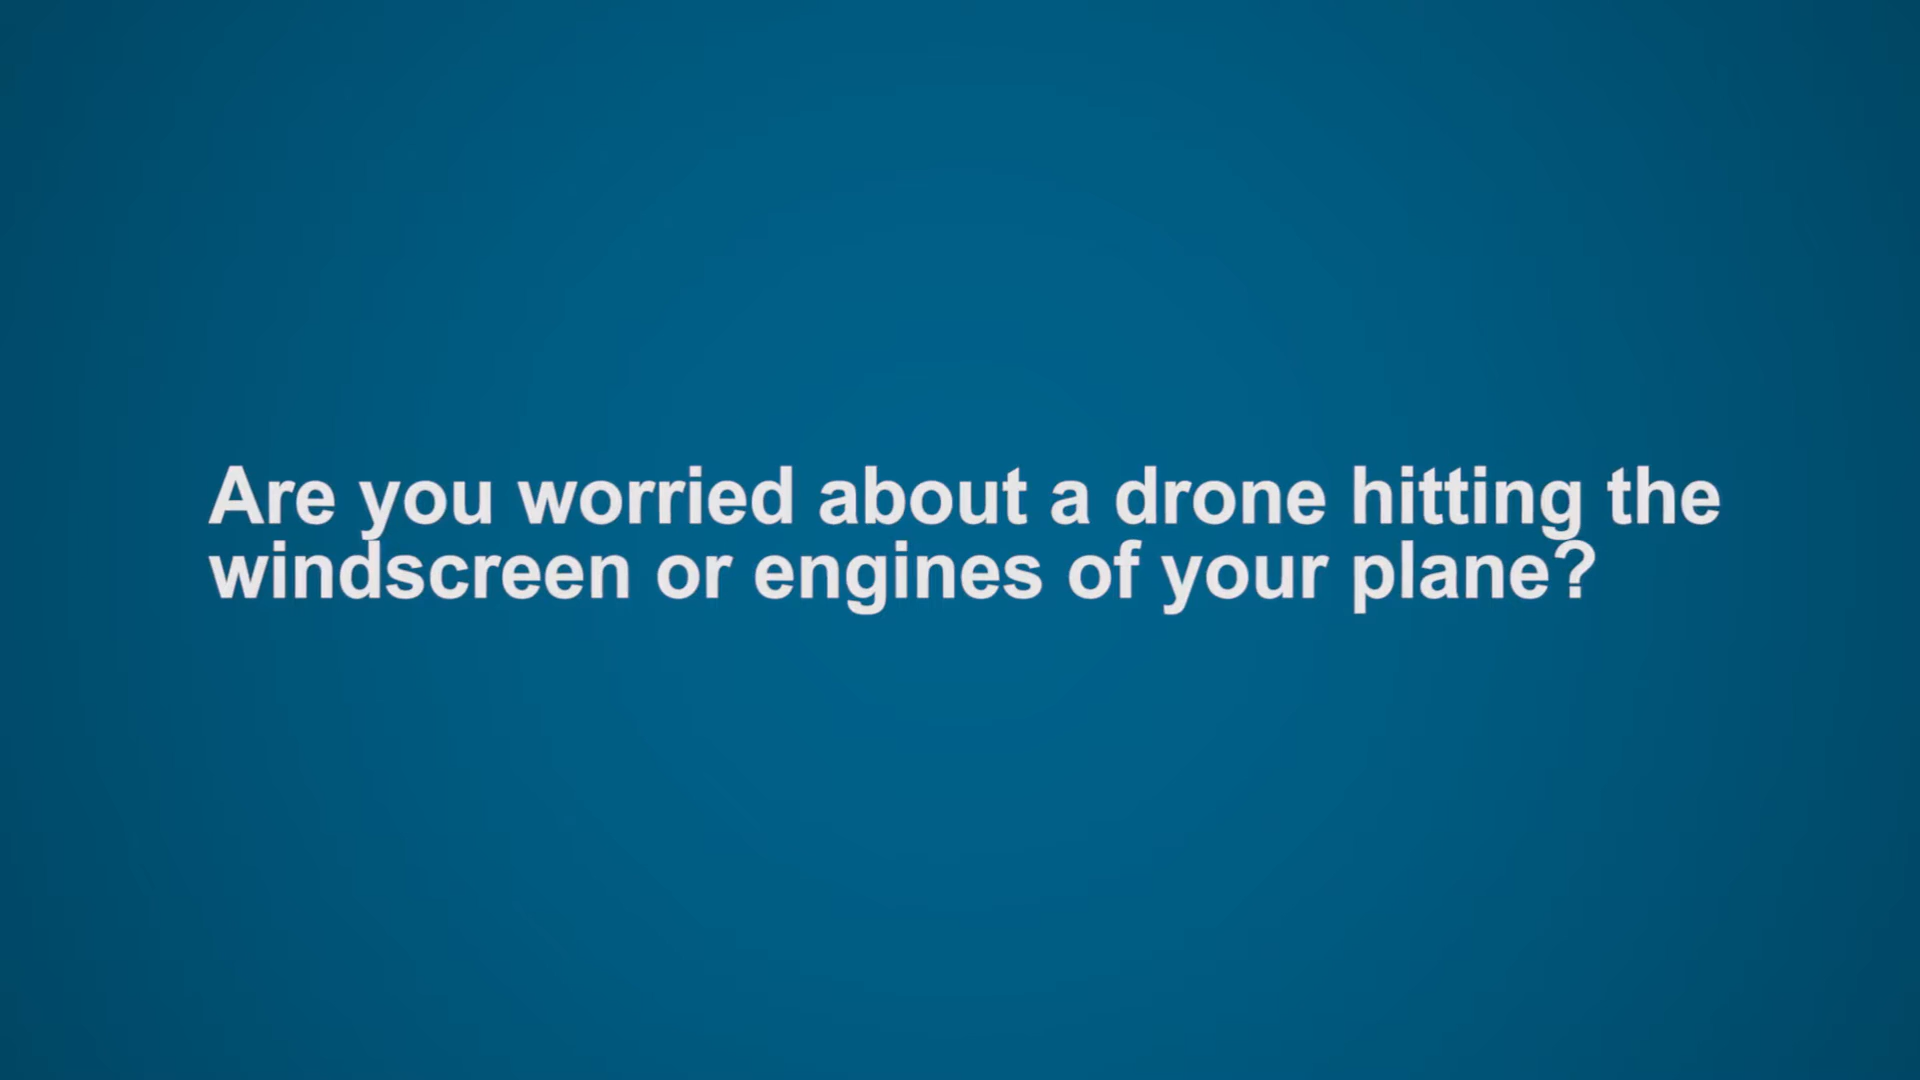 Are you worried about a drone hitting the
windscreen or engines of your plane?